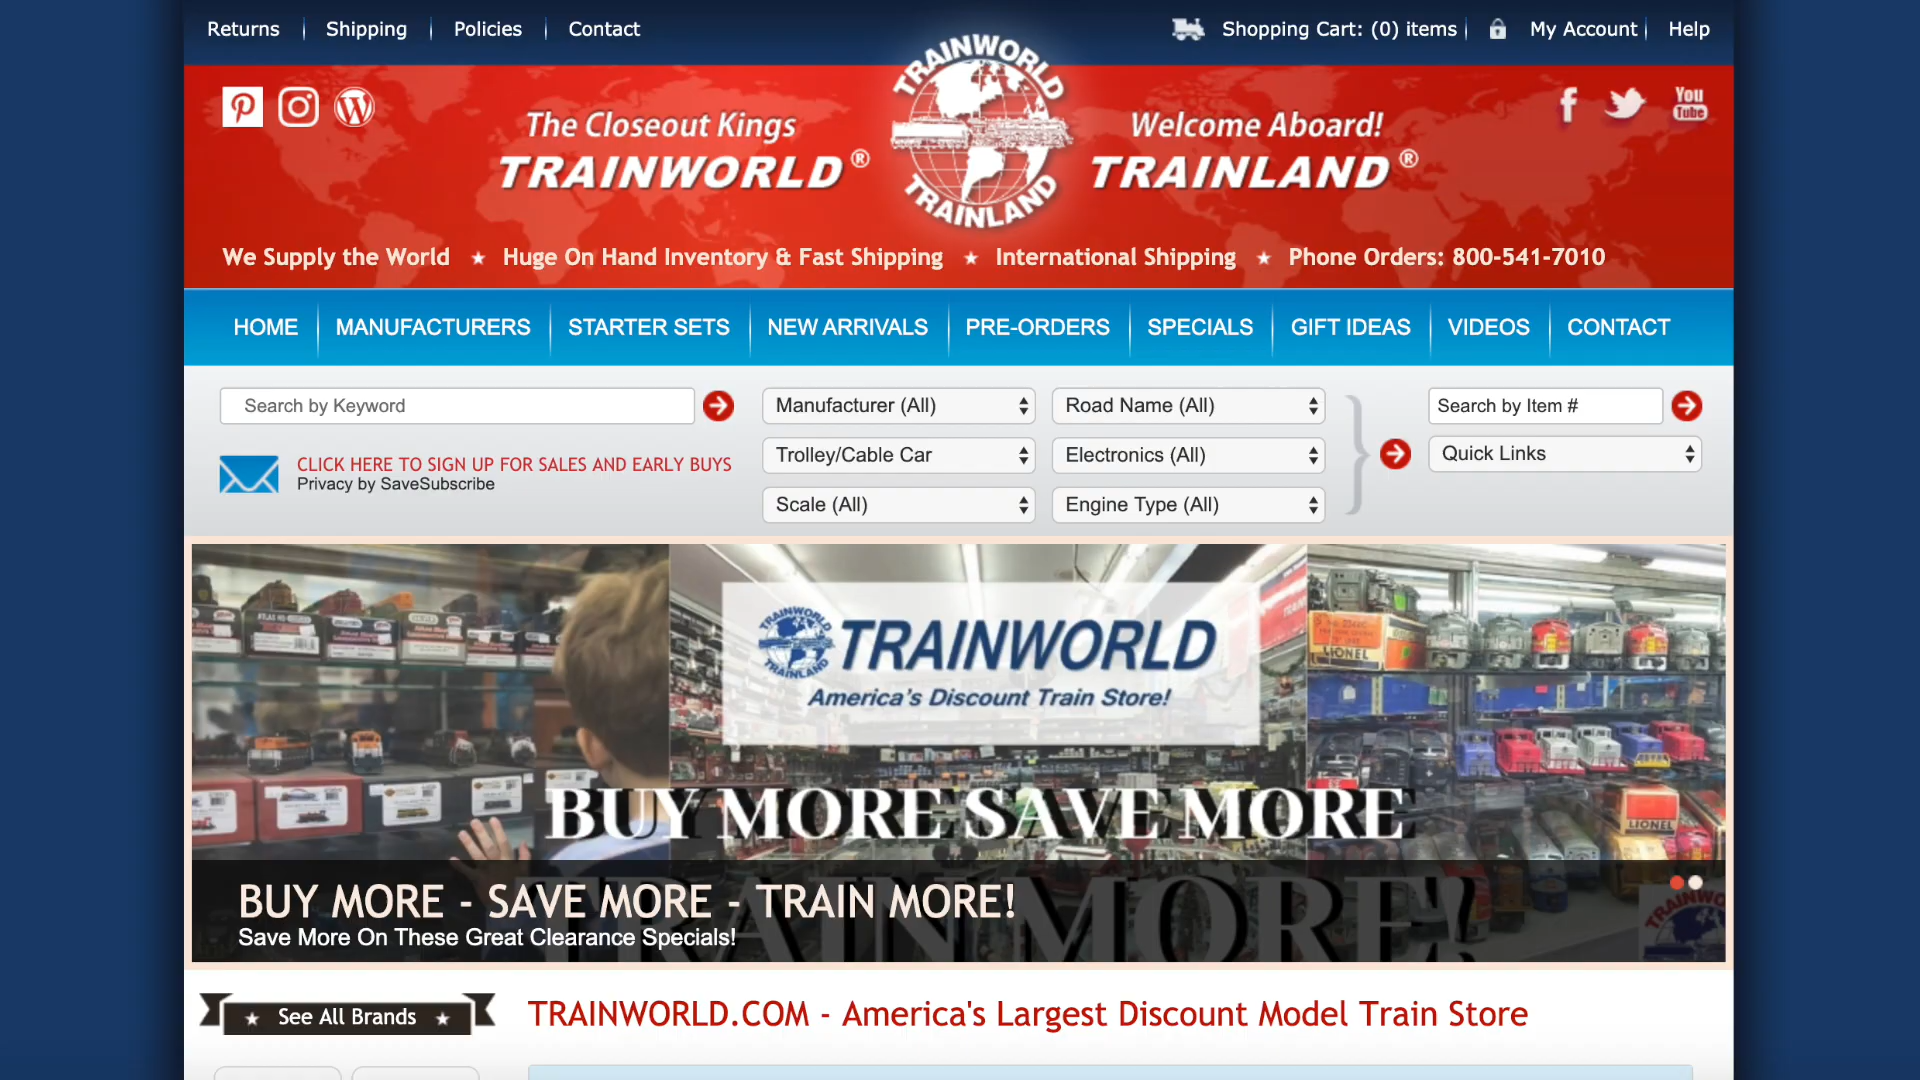 Returns
Shipping
Policies
Contact
Shopping Cart: (0) items
My Account
Help
TRAINWORLD
TRAINLAND
The Closeout Kings
TRAINWORLD®
Welcome Aboard!
TRAINLAND®
You
Tube
We Supply the World ★ Huge On Hand Inventory & Fast Shipping ★ International Shipping ★ Phone Orders: 800-541-7010
HOME
MANUFACTURERS
STARTER SETS
NEW ARRIVALS
PRE-ORDERS
SPECIALS
GIFT IDEAS
VIDEOS
CONTACT
Search by Keyword
Manufacturer (All)
Road Name (All)
Search by Item #
CLICK HERE TO SIGN UP FOR SALES AND EARLY BUYS
Privacy by SaveSubscribe
Trolley/Cable Car
Electronics (All)
Quick Links
Scale (All)
Engine Type (All)
TRAINWORLD
TRAINLAND
TRAINWORLD
America's Discount Train Store!
LIONEL
LIONEL
BUY MORE SAVE MORE
TRAIN MORE!
BUY MORE - SAVE MORE - TRAIN MORE!
Save More On These Great Clearance Specials!
★ See All Brands ★
TRAINWORLD.COM - America's Largest Discount Model Train Store